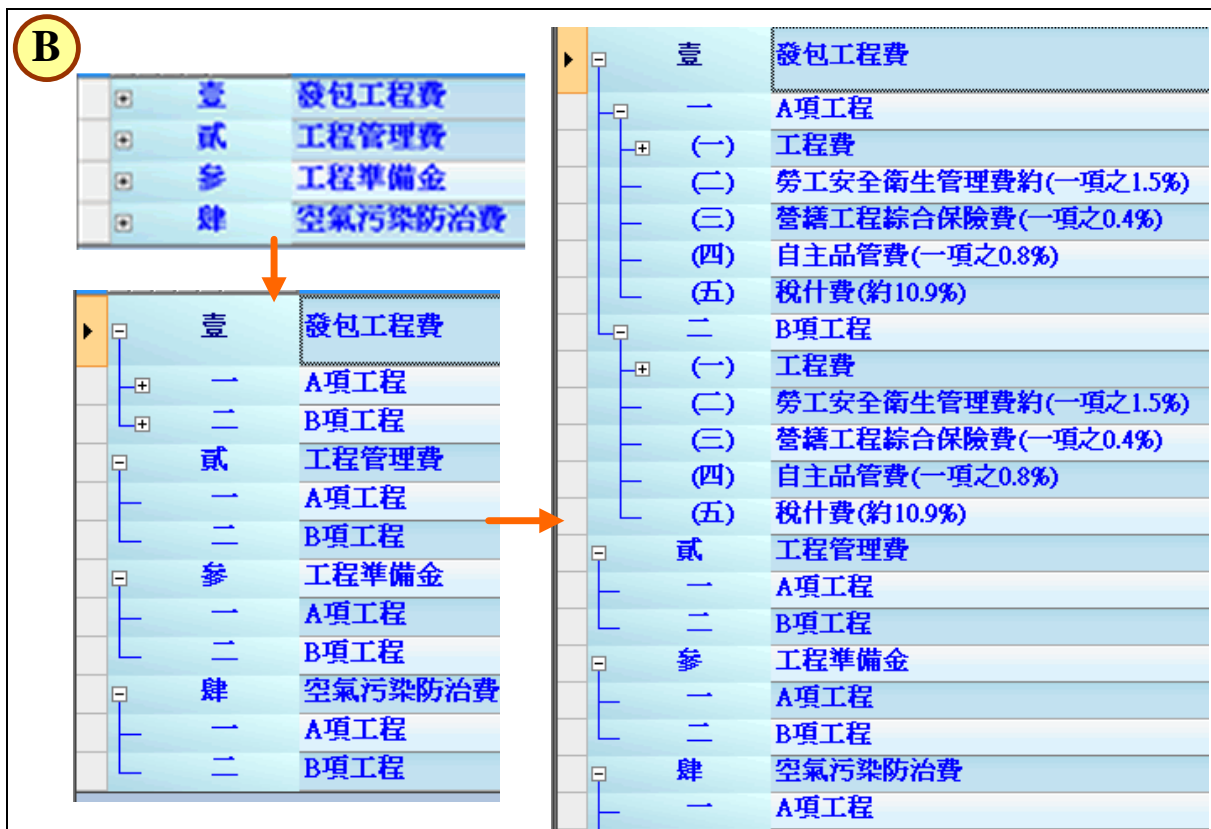 B
壹 發包工程費
貳 工程管理費
參 工程準備金
肆 空氣污染防治費
壹 發包工程費
一 A項工程
二 B項工程
貳 工程管理費
一 A項工程
二 B項工程
參 工程準備金
一 A項工程
二 B項工程
肆 空氣污染防治費
一 A項工程
二 B項工程
壹 發包工程費
一 A項工程
(一) 工程費
(二) 勞工安全衛生管理費約(一項之1.5%)
(三) 營繕工程綜合保險費(一項之0.4%)
(四) 自主品管費(一項之0.8%)
(五) 稅什費(約10.9%)
二 B項工程
(一) 工程費
(二) 勞工安全衛生管理費約(一項之1.5%)
(三) 營繕工程綜合保險費(一項之0.4%)
(四) 自主品管費(一項之0.8%)
(五) 稅什費(約10.9%)
貳 工程管理費
一 A項工程
二 B項工程
參 工程準備金
一 A項工程
二 B項工程
肆 空氣污染防治費
一 A項工程